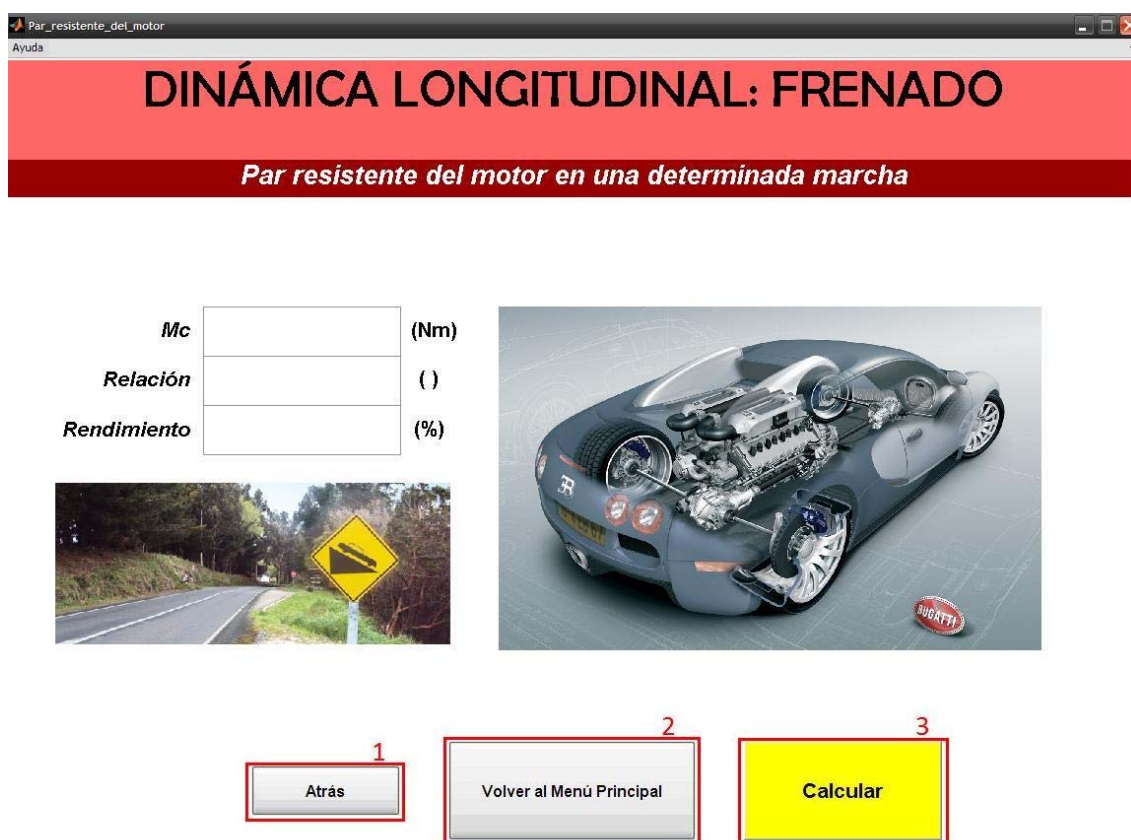 Par_resistente_del_motor
Ayuda
DINÁMICA LONGITUDINAL: FRENADO
Par resistente del motor en una determinada marcha
Mc (Nm)
Relación ( )
Rendimiento (%)
BUGATTI
1
2
3
Atrás
Volver al Menú Principal
Calcular